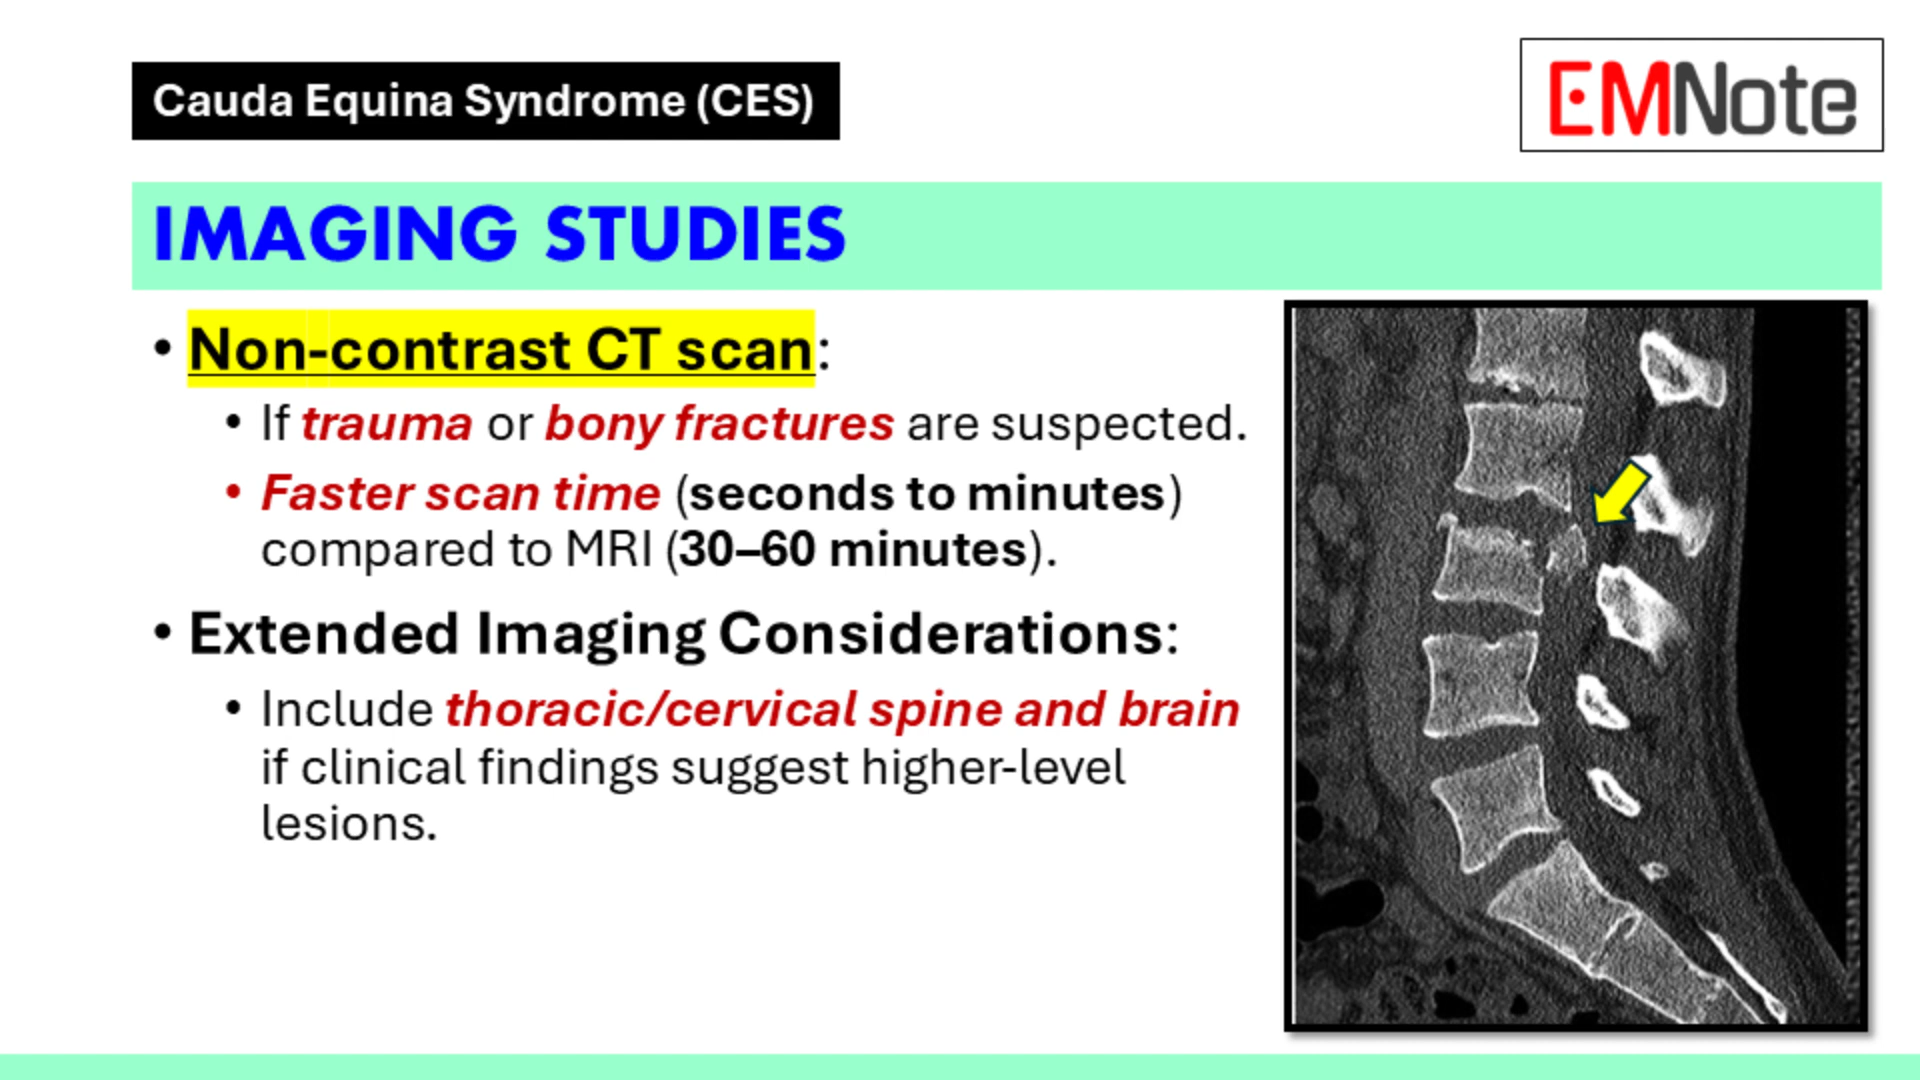 Cauda Equina Syndrome (CES)
EMNote
IMAGING STUDIES
• Non-contrast CT scan:
• If trauma or bony fractures are suspected.
• Faster scan time (seconds to minutes)
compared to MRI (30–60 minutes).
• Extended Imaging Considerations:
• Include thoracic/cervical spine and brain
if clinical findings suggest higher-level
lesions.